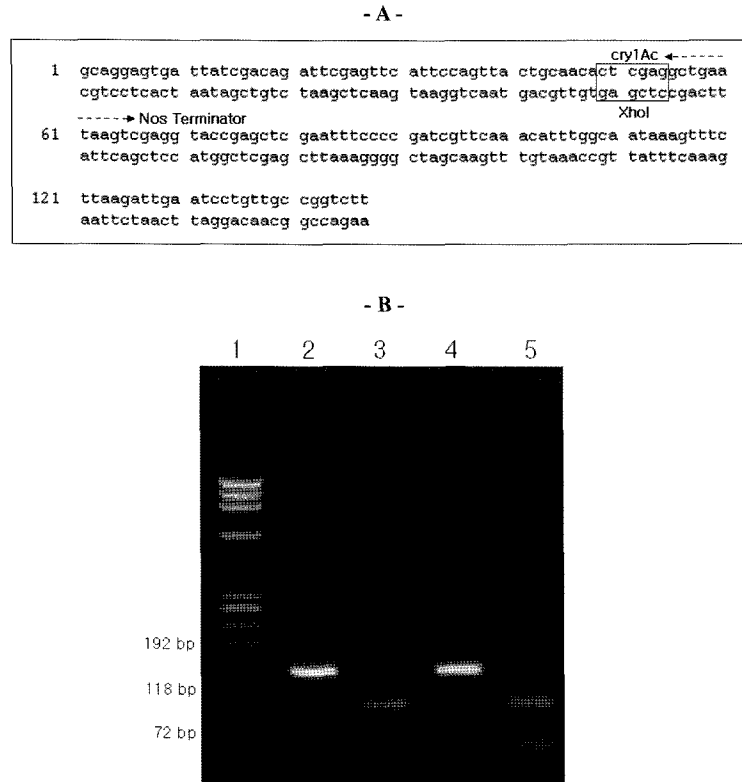 - A -
cry1Ac
1 gcaggagtga ttatcgacag attcgagttc attccagtta ctgcaacact cgaggctgaa
cgtcctcact aatagctgtc taagctcaag taaggtcaat gacgttgtga gctccgactt
XhoI
Nos Terminator
61 taagtcgagg taccgagctc gaatttcccc gatcgttcaa acatttggca ataaagtttc
attcagctcc atggctcgag cttaaagggg ctagcaagtt tgtaaaccgt tatttcaaag
121 ttaagattga atcctgttgc cggtctt
aattctaact taggacaacg gccagaa
- B -
1 2 3 4 5
192 bp
118 bp
72 bp